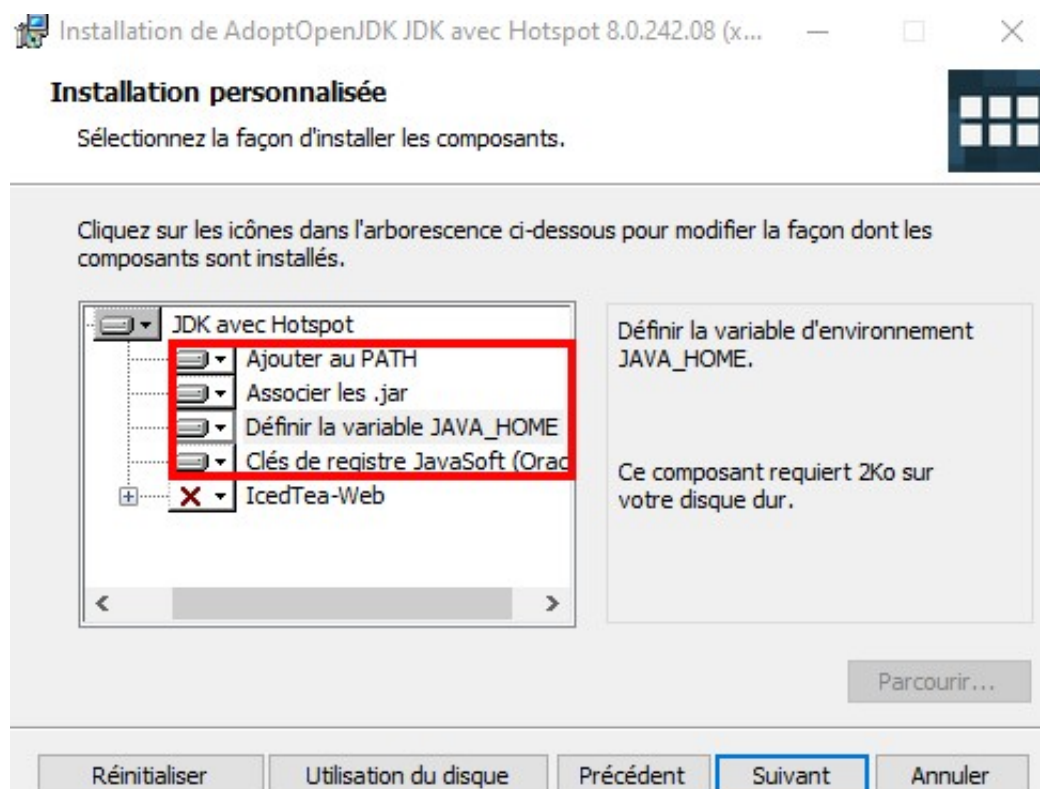 Installation de AdoptOpenJDK JDK avec Hotspot 8.0.242.08 (x...
Installation personnalisée
Sélectionnez la façon d'installer les composants.
Cliquez sur les icônes dans l'arborescence ci-dessous pour modifier la façon dont les
composants sont installés.
JDK avec Hotspot
Ajouter au PATH
Associer les .jar
Définir la variable JAVA_HOME
Clés de registre JavaSoft (Orac
IcedTea-Web
Définir la variable d'environnement
JAVA_HOME.
Ce composant requiert 2Ko sur
votre disque dur.
Parcourir...
Réinitialiser
Utilisation du disque
Précédent
Suivant
Annuler